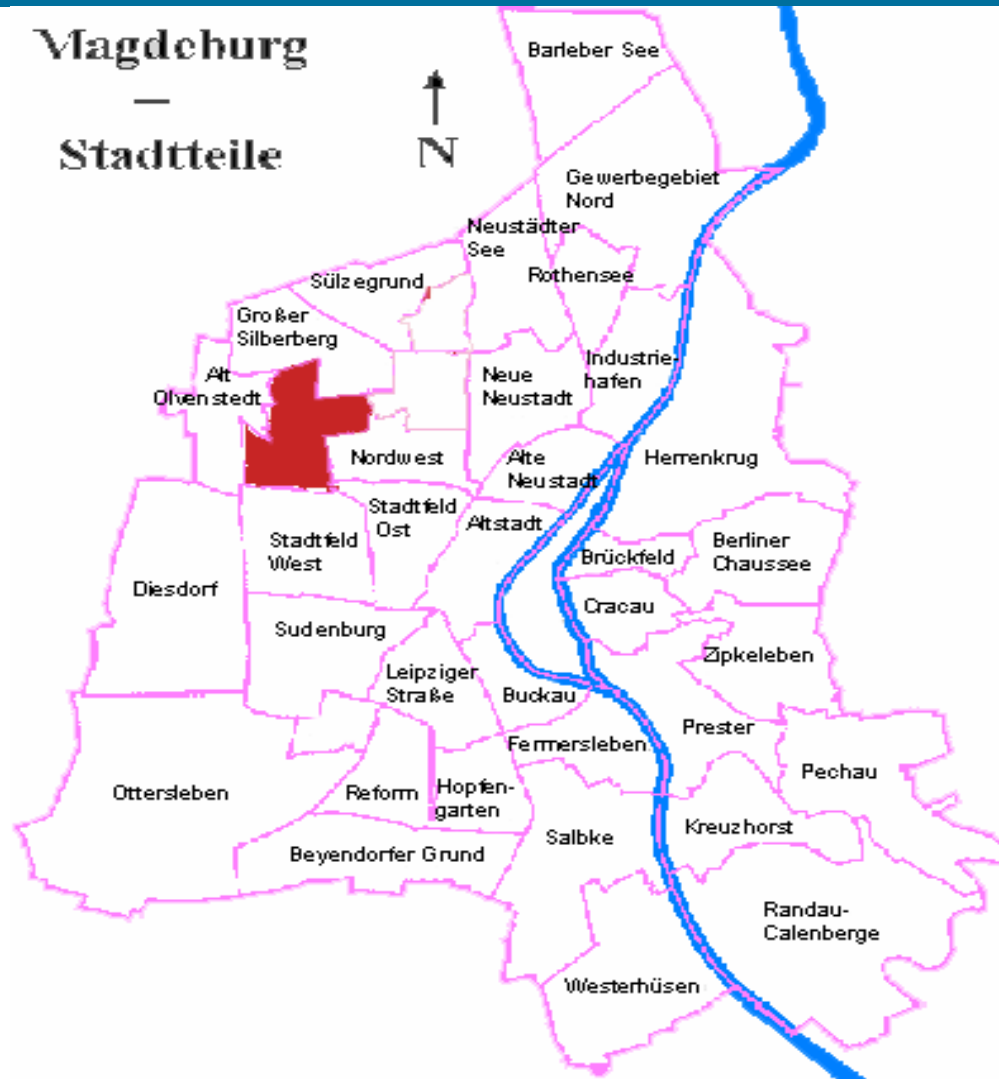 Magdeburg
—
Stadtteile
N
Barleber See
Gewerbegebiet
Nord
Neustädter
See
Rothensee
Sülzegrund
Großer
Silberberg
Industrie-
hafen
Alt
Olvenstedt
Neue
Neustadt
Nordwest
Alte
Neustadt
Herrenkrug
Stadtfeld
Ost
Altstadt
Stadtfeld
West
Brückfeld
Berliner
Chaussee
Diesdorf
Cracau
Sudenburg
Zipkeleben
Leipziger
Straße
Buckau
Prester
Fermersleben
Pechau
Ottersleben
Reform
Hopfen-
garten
Kreuzhorst
Salbke
Beyendorfer Grund
Randau-
Calenberge
Westerhüsen